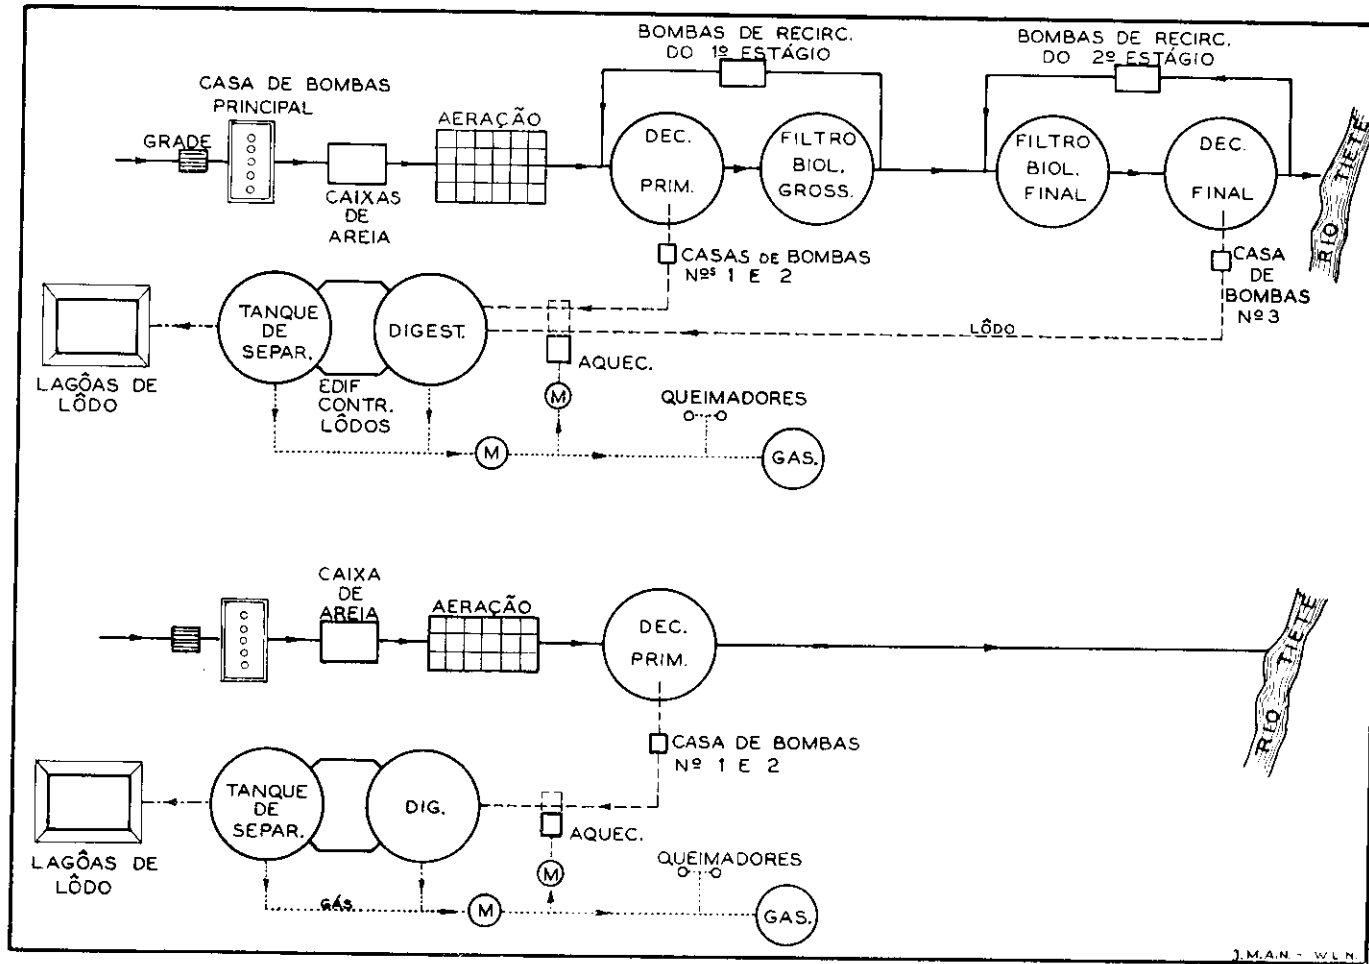 BOMBAS DE RECIRC.
DO 1º ESTÁGIO
BOMBAS DE RECIRC.
DO 2º ESTÁGIO
CASA DE BOMBAS
PRINCIPAL
GRADE
AERAÇÃO
CAIXAS
DE
AREIA
DEC.
PRIM.
FILTRO
BIOL.
GROSS.
FILTRO
BIOL.
FINAL
DEC.
FINAL
RIO TIETE
CASAS DE BOMBAS
Nºs 1 E 2
CASA
DE
BOMBAS
Nº 3
TANQUE
DE
SEPAR.
DIGEST.
LÔDO
AQUEC.
LAGÔAS DE
LÔDO
EDIF
CONTR.
LÔDOS
M
QUEIMADORES
M
GAS.
CAIXA
DE
AREIA
AERAÇÃO
DEC.
PRIM.
RIO TIETE
CASA DE BOMBAS
Nº 1 E 2
TANQUE
DE
SEPAR.
DIG.
AQUEC.
LAGÔAS DE
LÔDO
M
QUEIMADORES
GÁS
M
GAS.
J.M.A.N. - W.L.N.